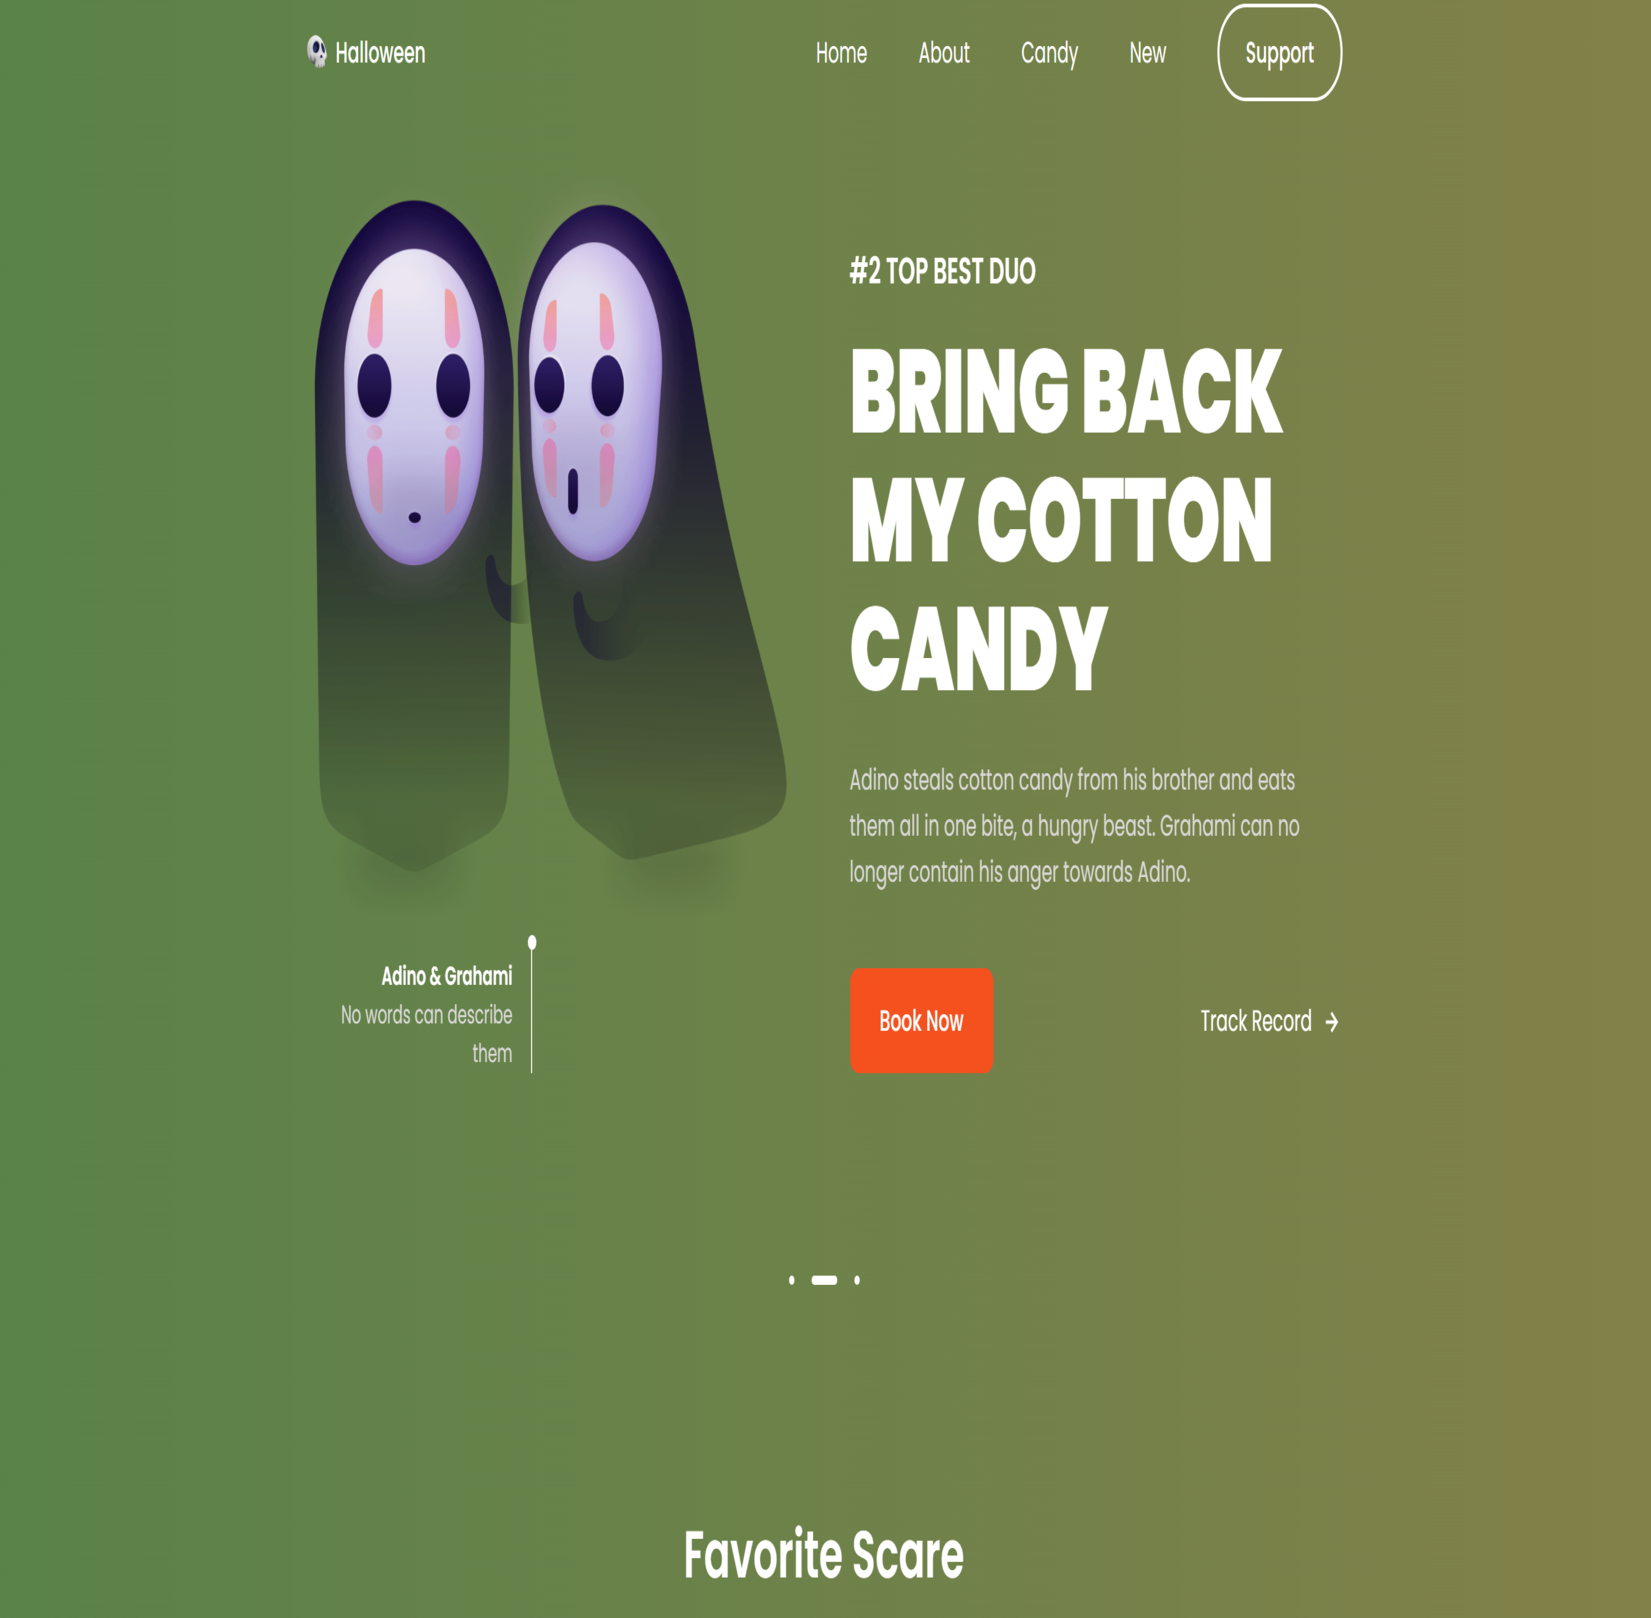 Halloween
Home
About
Candy
New
Support
#2 TOP BEST DUO
BRING BACK
MY COTTON
CANDY
Adino steals cotton candy from his brother and eats
them all in one bite, a hungry beast. Grahami can no
longer contain his anger towards Adino.
Adino & Grahami
No words can describe
them
Book Now
Track Record →
Favorite Scare